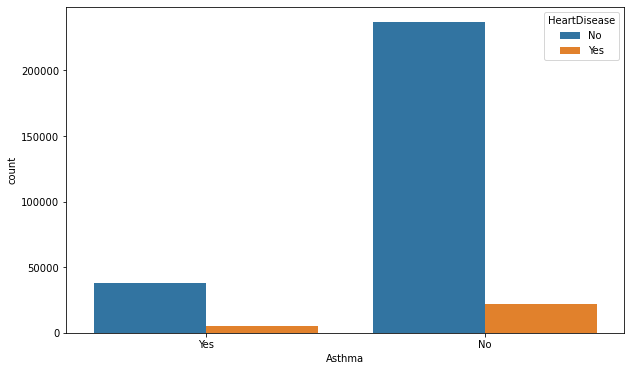 HeartDisease
No
Yes
200000
150000
100000
50000
0
count
Yes
No
Asthma